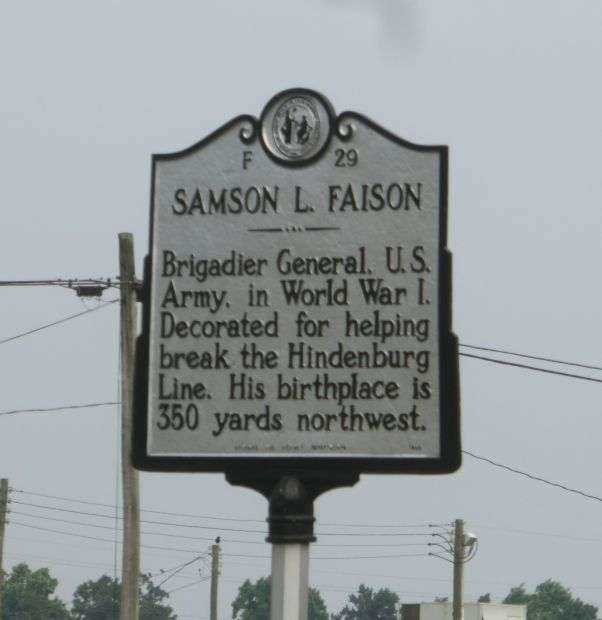 F 29
SAMSON L. FAISON
Brigadier General, U.S.
Army, in World War I.
Decorated for helping
break the Hindenburg
Line. His birthplace is
350 yards northwest.